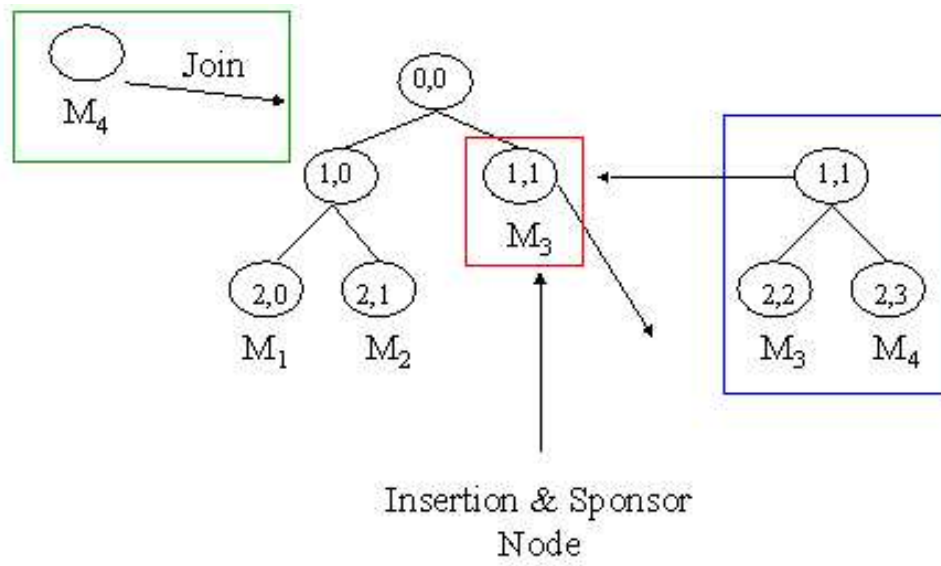 Join
M4
0,0
1,0
1,1
1,1
M3
2,0
2,1
2,2
2,3
M1
M2
M3
M4
Insertion & Sponsor
Node